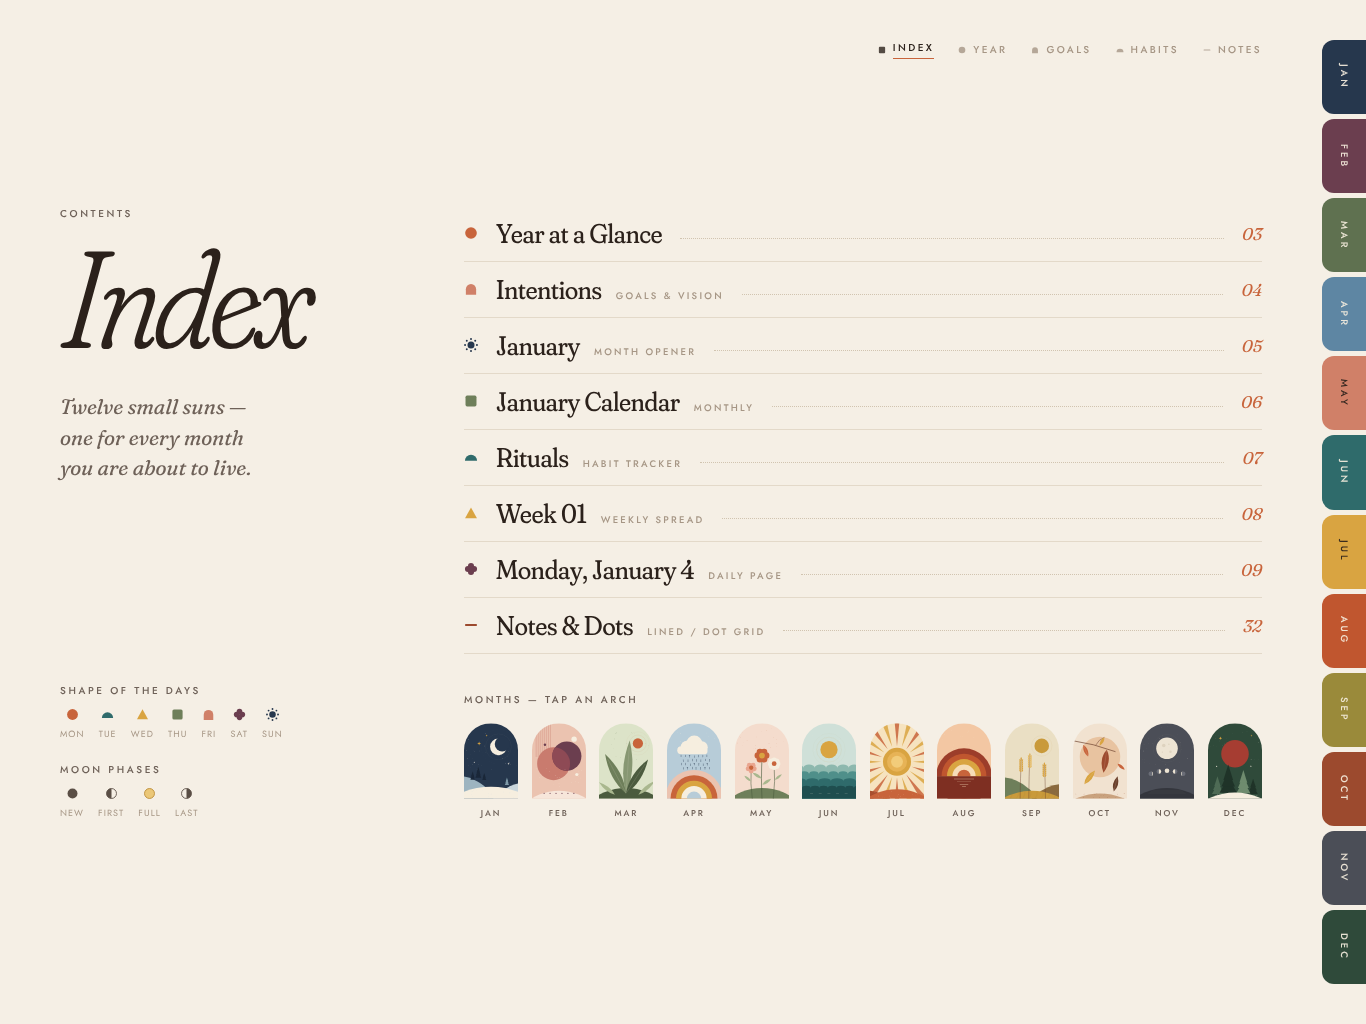 INDEX
YEAR
GOALS
HABITS
NOTES
CONTENTS
Index
Twelve small suns —
one for every month
you are about to live.
SHAPE OF THE DAYS
MON TUE WED THU FRI SAT SUN
MOON PHASES
NEW FIRST FULL LAST
Year at a Glance 03
Intentions GOALS & VISION 04
January MONTH OPENER 05
January Calendar MONTHLY 06
Rituals HABIT TRACKER 07
Week 01 WEEKLY SPREAD 08
Monday, January 4 DAILY PAGE 09
Notes & Dots LINED / DOT GRID 32
MONTHS — TAP AN ARCH
JAN FEB MAR APR MAY JUN JUL AUG SEP OCT NOV DEC
JAN
FEB
MAR
APR
MAY
JUN
JUL
AUG
SEP
OCT
NOV
DEC